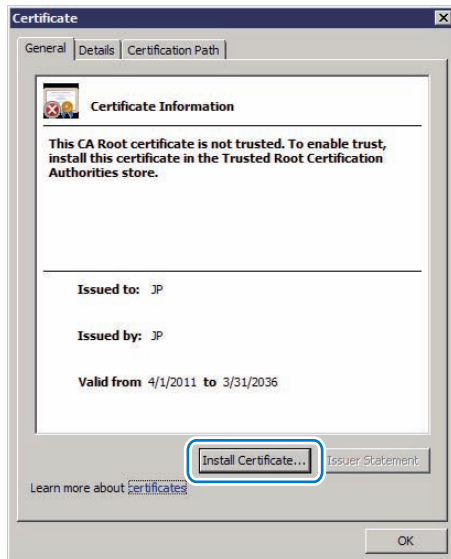 Certificate
General Details Certification Path
Certificate Information
This CA Root certificate is not trusted. To enable trust,
install this certificate in the Trusted Root Certification
Authorities store.
Issued to: JP
Issued by: JP
Valid from 4/1/2011 to 3/31/2036
Install Certificate... Issuer Statement
Learn more about certificates
OK